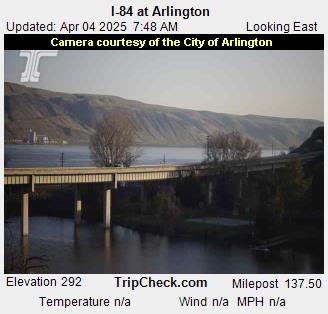 I-84 at Arlington
Updated: Apr 04 2025 7:48 AM Looking East
Camera courtesy of the City of Arlington
Elevation 292 TripCheck.com Milepost 137.50
Temperature n/a Wind n/a MPH n/a